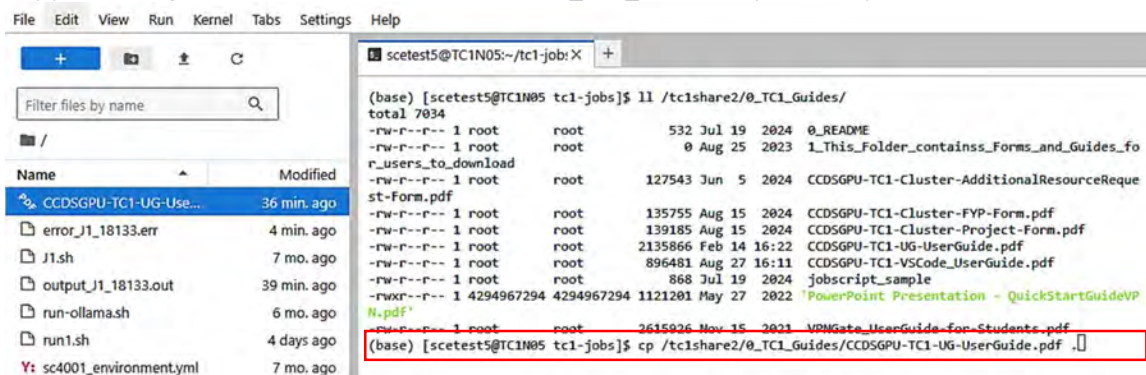 File Edit View Run Kernel Tabs Settings Help
+
C
Filter files by name
/
Name Modified
CCDSGPU-TC1-UG-Use... 36 min. ago
error_J1_18133.err 4 min. ago
J1.sh 7 mo. ago
output_J1_18133.out 39 min. ago
run-ollama.sh 6 mo. ago
run1.sh 4 days ago
Y: sc4001_environment.yml 7 mo. ago
scetest5@TC1N05:~/tc1-job: X +
(base) [scetest5@TC1N05 tc1-jobs]$ ll /tc1share2/0_TC1_Guides/
total 7034
-rw-r--r-- 1 root root 532 Jul 19 2024 0_README
-rw-r--r-- 1 root root 0 Aug 25 2023 1_This_Folder_containss_Forms_and_Guides_fo
r_users_to_download
-rw-r--r-- 1 root root 127543 Jun 5 2024 CCDSGPU-TC1-Cluster-AdditionalResourceReque
st-Form.pdf
-rw-r--r-- 1 root root 135755 Aug 15 2024 CCDSGPU-TC1-Cluster-FYP-Form.pdf
-rw-r--r-- 1 root root 139185 Aug 15 2024 CCDSGPU-TC1-Cluster-Project-Form.pdf
-rw-r--r-- 1 root root 2135866 Feb 14 16:22 CCDSGPU-TC1-UG-UserGuide.pdf
-rw-r--r-- 1 root root 896481 Aug 27 16:11 CCDSGPU-TC1-VSCode_UserGuide.pdf
-rw-r--r-- 1 root root 868 Jul 19 2024 jobscript_sample
-rwxr--r-- 1 4294967294 4294967294 1121201 May 27 2022 'PowerPoint Presentation - QuickStartGuideVP
N.pdf'
-rw-r--r-- 1 root root 2615926 Nov 15 2021 VPNGate_UserGuide-for-Students.pdf
(base) [scetest5@TC1N05 tc1-jobs]$ cp /tc1share2/0_TC1_Guides/CCDSGPU-TC1-UG-UserGuide.pdf .